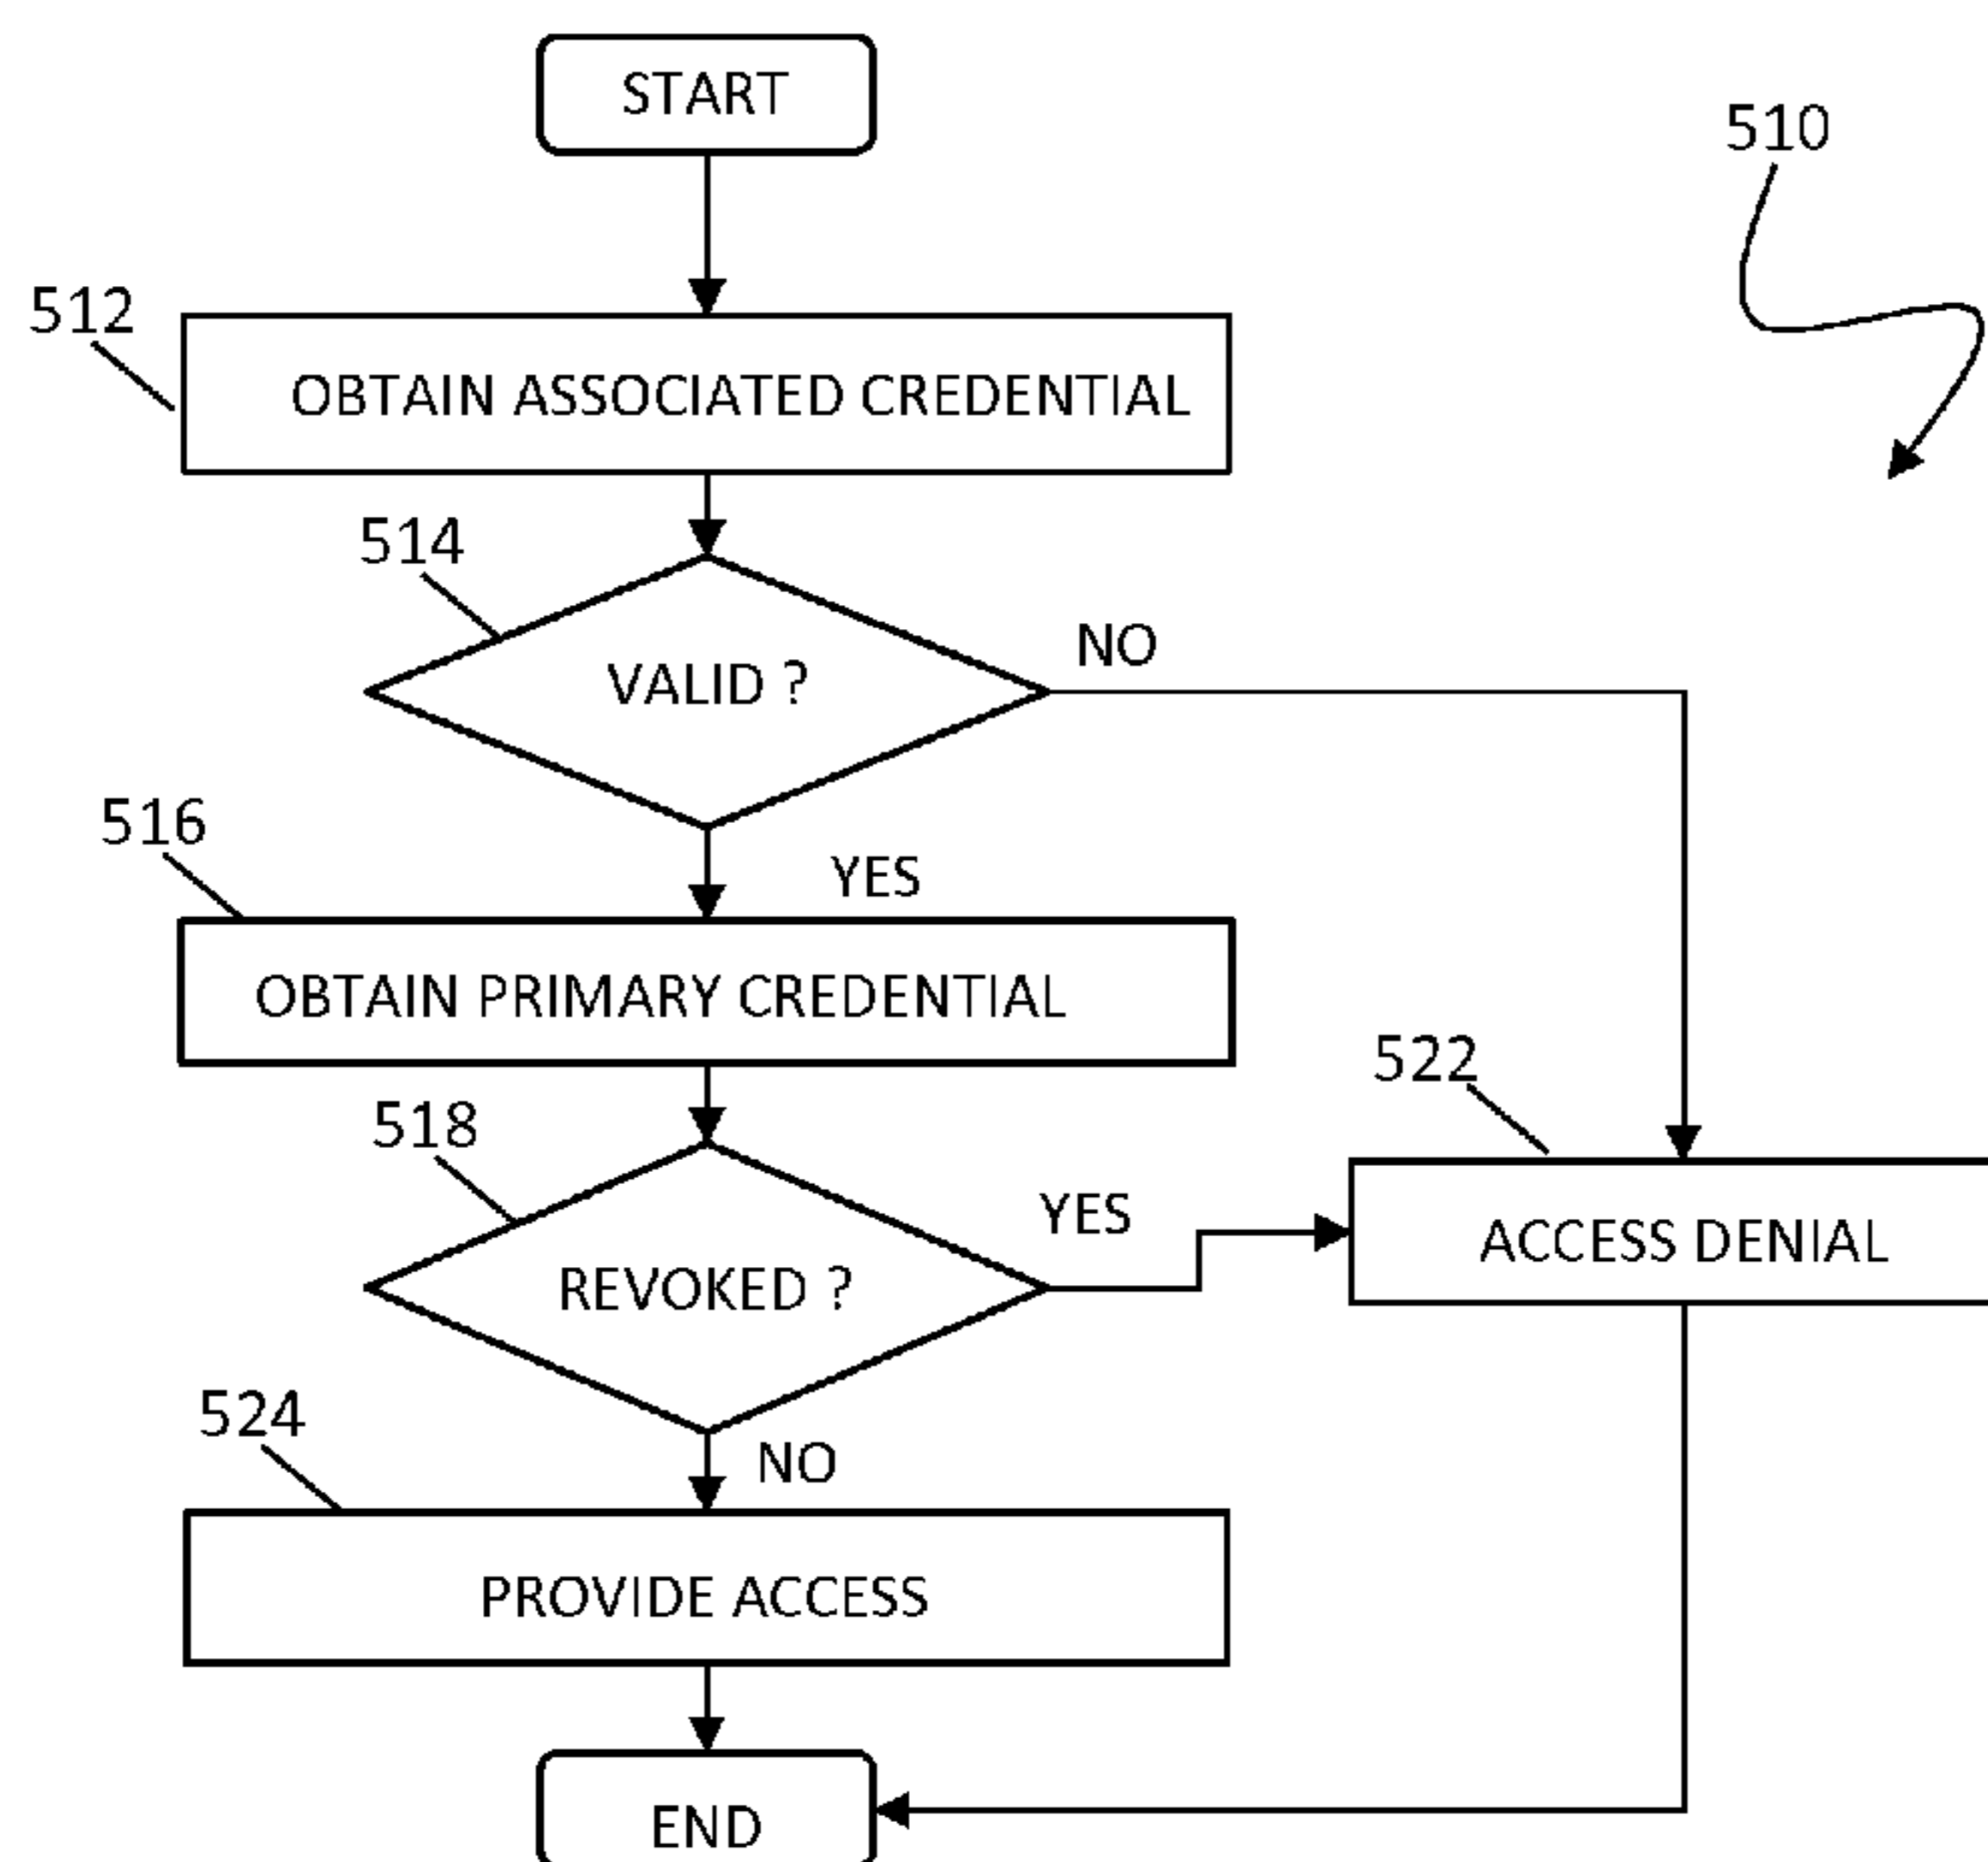 START
510
512
OBTAIN ASSOCIATED CREDENTIAL
514
VALID ?
NO
YES
516
OBTAIN PRIMARY CREDENTIAL
522
518
YES
REVOKED ?
ACCESS DENIAL
524
NO
PROVIDE ACCESS
END